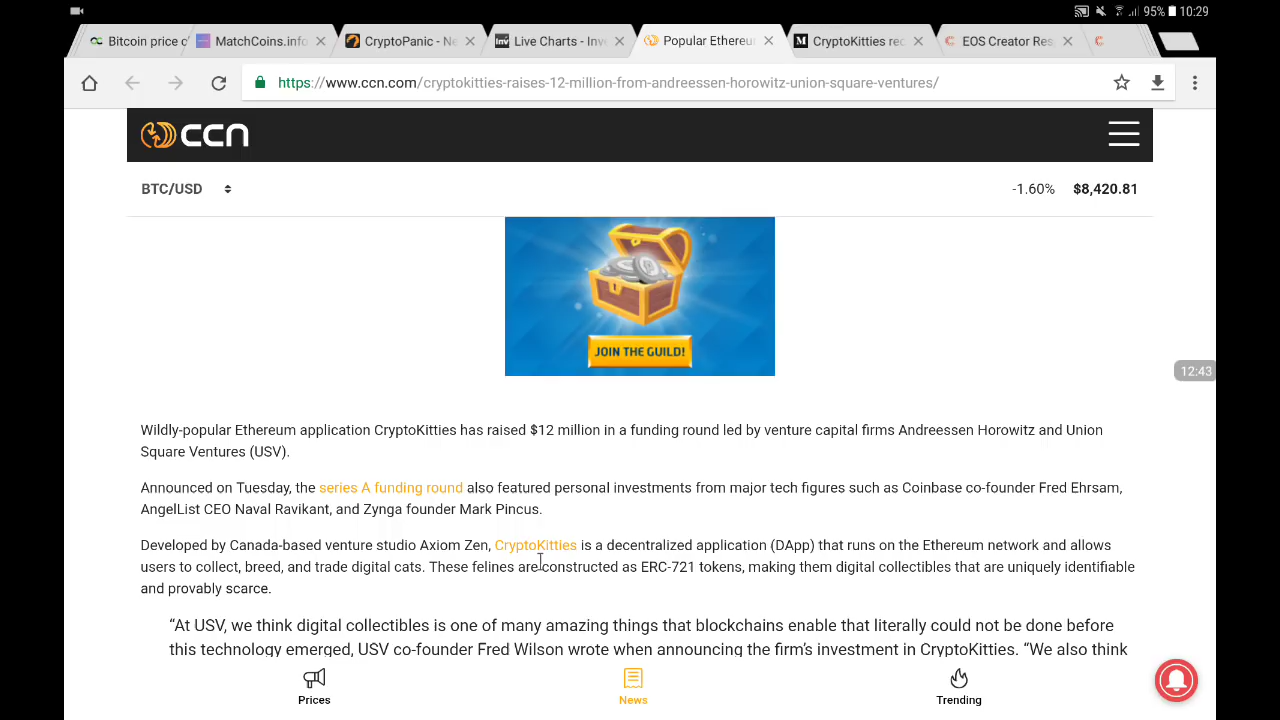 95% 10:29
Bitcoin price o
MatchCoins.info
CryptoPanic - Ne
Inv Live Charts - Inve
Popular Ethereu
M CryptoKitties rec
EOS Creator Res
https://www.ccn.com/cryptokitties-raises-12-million-from-andreessen-horowitz-union-square-ventures/
ccn
BTC/USD -1.60% $8,420.81
JOIN THE GUILD!
12:43
Wildly-popular Ethereum application CryptoKitties has raised $12 million in a funding round led by venture capital firms Andreessen Horowitz and Union
Square Ventures (USV).
Announced on Tuesday, the series A funding round also featured personal investments from major tech figures such as Coinbase co-founder Fred Ehrsam,
AngelList CEO Naval Ravikant, and Zynga founder Mark Pincus.
Developed by Canada-based venture studio Axiom Zen, CryptoKitties is a decentralized application (DApp) that runs on the Ethereum network and allows
users to collect, breed, and trade digital cats. These felines are constructed as ERC-721 tokens, making them digital collectibles that are uniquely identifiable
and provably scarce.
“At USV, we think digital collectibles is one of many amazing things that blockchains enable that literally could not be done before
this technology emerged, USV co-founder Fred Wilson wrote when announcing the firm's investment in CryptoKitties. “We also think
Prices
News
Trending